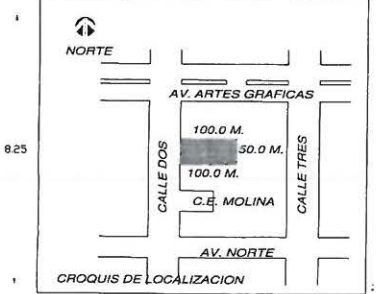 NORTE
AV. ARTES GRAFICAS
100.0 M.
8.25
50.0 M.
CALLE DOS
CALLE TRES
100.0 M.
C.E. MOLINA
AV. NORTE
CROQUIS DE LOCALIZACION